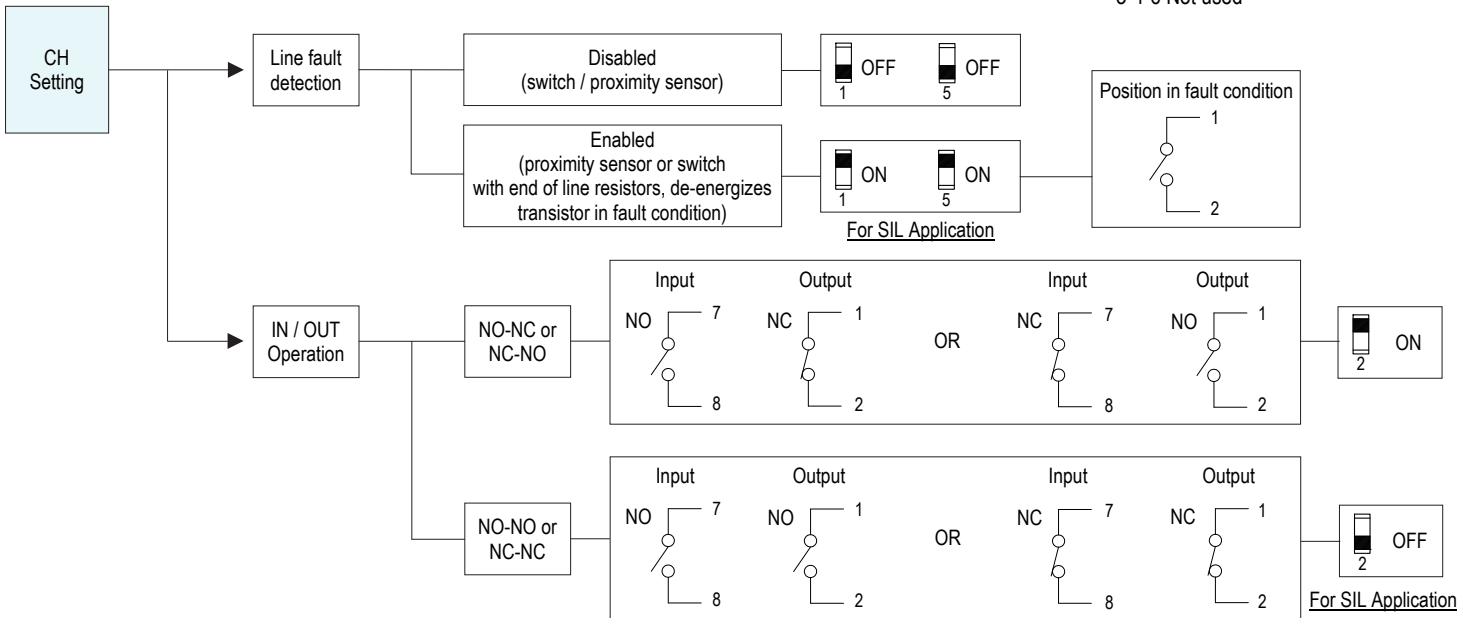 CH
Setting
Line fault
detection
Disabled
(switch / proximity sensor)
OFF
1
OFF
5
Enabled
(proximity sensor or switch
with end of line resistors, de-energizes
transistor in fault condition)
ON
1
ON
5
For SIL Application
Position in fault condition
1
2
IN / OUT
Operation
NO-NC or
NC-NO
Input
Output
Input
Output
NO
7
8
NC
1
2
OR
NC
7
8
NO
1
2
ON
2
NO-NO or
NC-NC
Input
Output
Input
Output
NO
7
8
NO
1
2
OR
NC
7
8
NC
1
2
OFF
2
For SIL Application